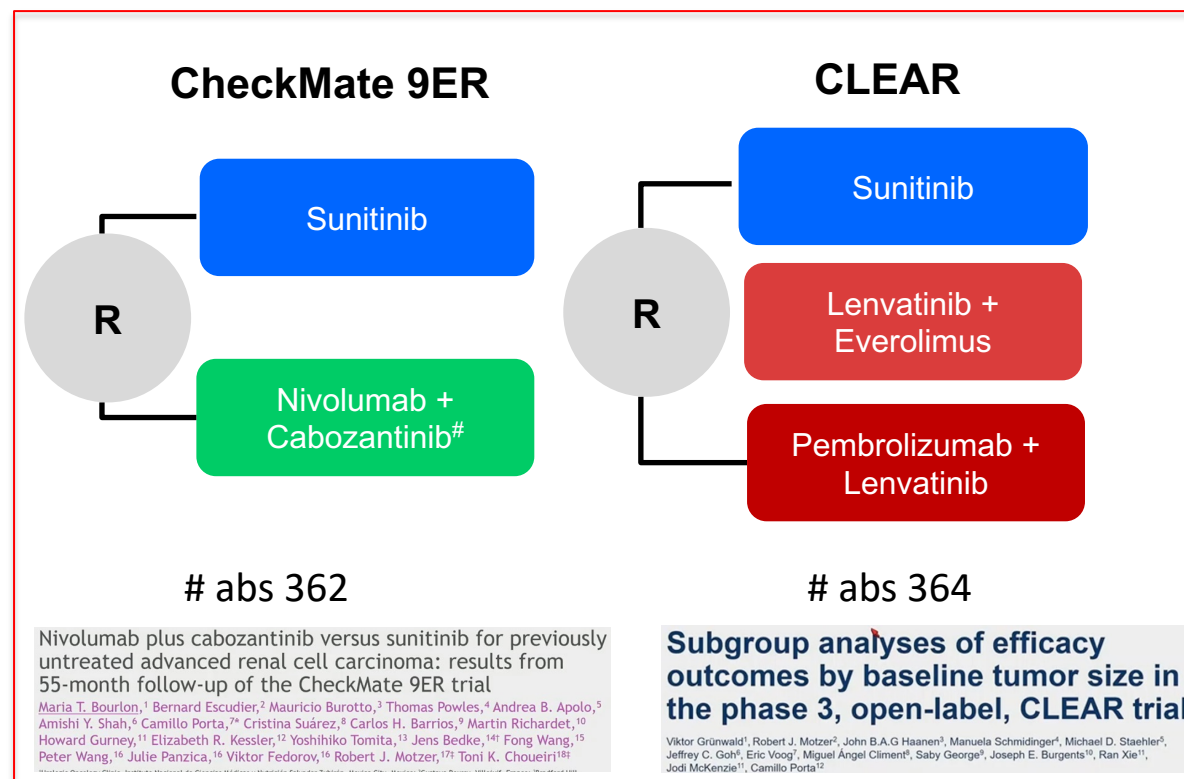 CheckMate 9ER
Sunitinib
R
Nivolumab +
Cabozantinib#
# abs 362
Nivolumab plus cabozantinib versus sunitinib for previously
untreated advanced renal cell carcinoma: results from
55-month follow-up of the CheckMate 9ER trial
Maria T. Bourlon,1 Bernard Escudier,2 Mauricio Burotto,3 Thomas Powles,4 Andrea B. Apolo,5
Amishi Y. Shah,6 Camillo Porta,7* Cristina Suárez,8 Carlos H. Barrios,9 Martin Richardet,10
Howard Gurney,11 Elizabeth R. Kessler,12 Yoshihiko Tomita,13 Jens Bedke,14† Fong Wang,15
Peter Wang,16 Julie Panzica,16 Viktor Fedorov,16 Robert J. Motzer,17‡ Toni K. Choueiri18‡
CLEAR
Sunitinib
R
Lenvatinib +
Everolimus
Pembrolizumab +
Lenvatinib
# abs 364
Subgroup analyses of efficacy
outcomes by baseline tumor size in
the phase 3, open-label, CLEAR trial
Viktor Grünwald1, Robert J. Motzer2, John B.A.G Haanen3, Manuela Schmidinger4, Michael D. Staehler5,
Jeffrey C. Goh6, Eric Voog7, Miguel Ángel Climent8, Saby George9, Joseph E. Burgents10, Ran Xie11,
Jodi McKenzie11, Camillo Porta12